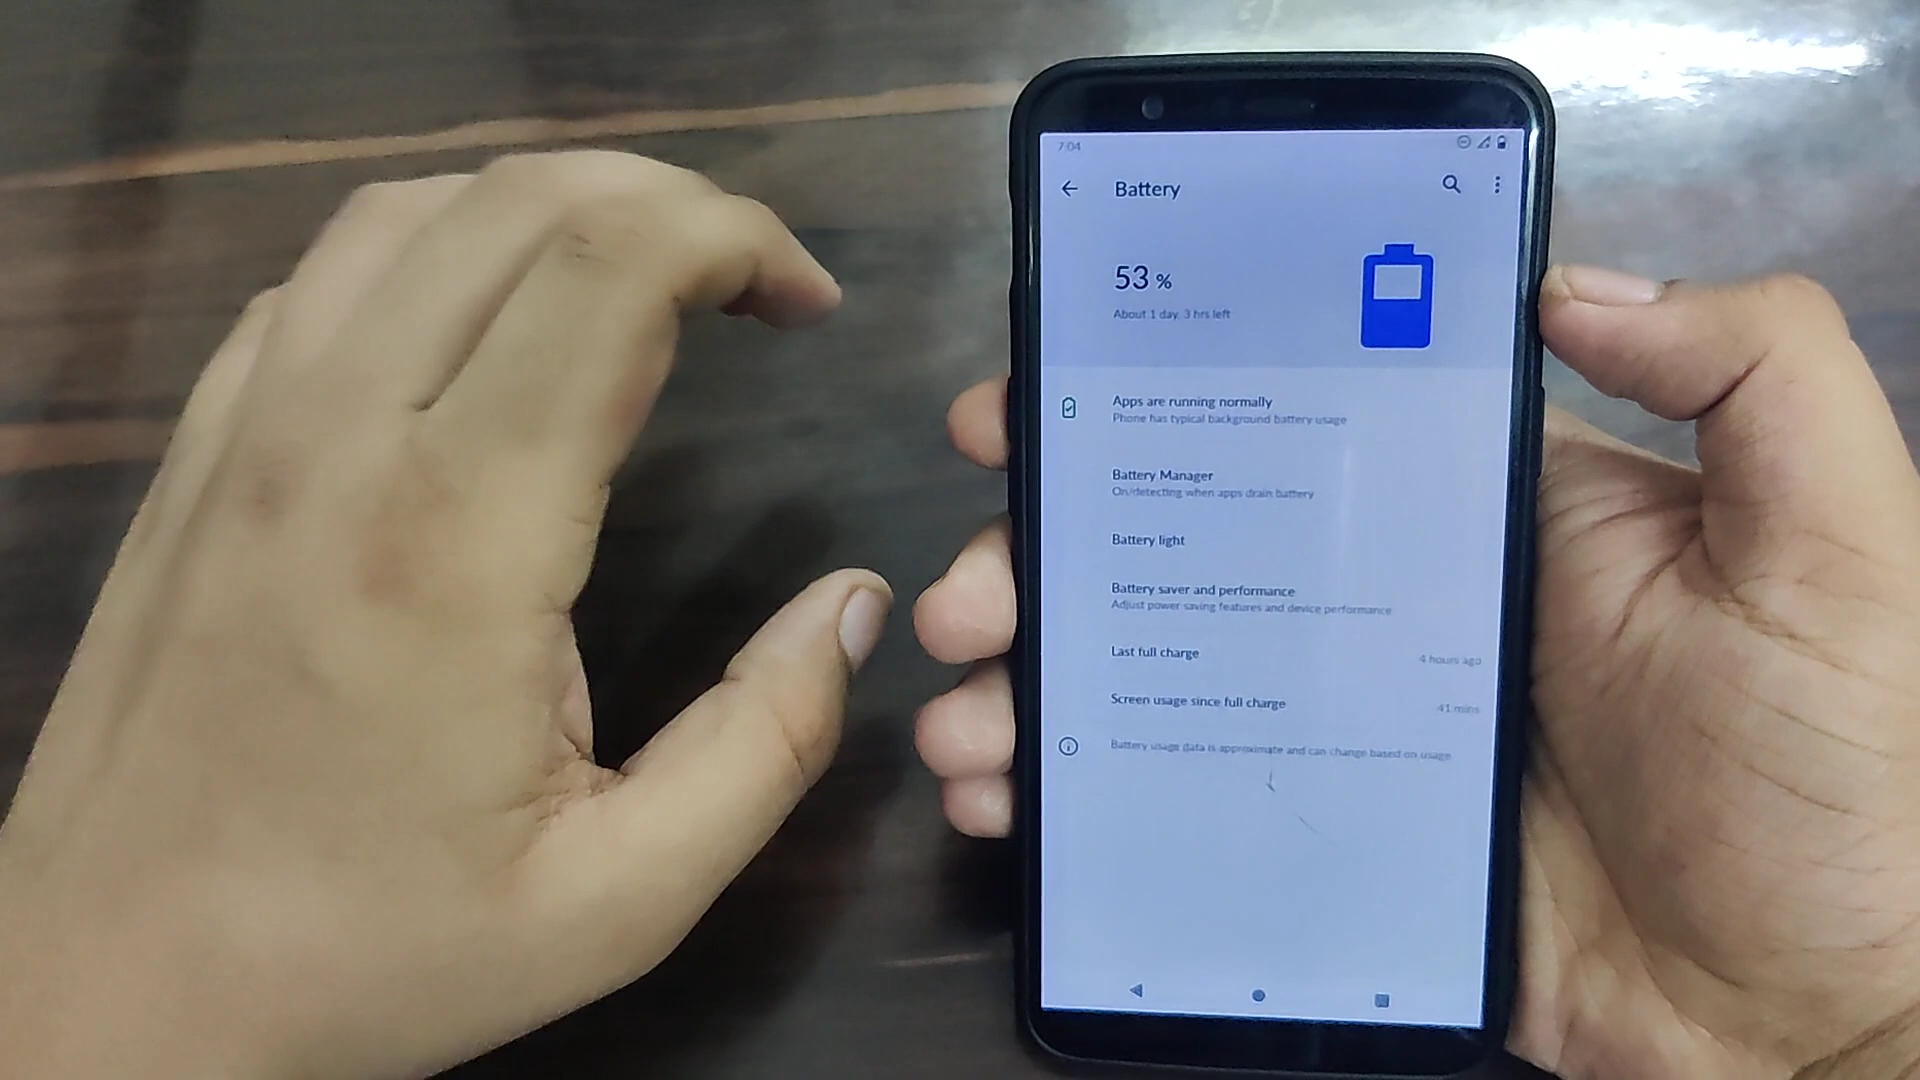 7:04
Battery
53 %
About 1 day, 3 hrs left
Apps are running normally
Phone has typical background battery usage
Battery Manager
On/detecting when apps drain battery
Battery light
Battery saver and performance
Adjust power saving features and device performance
Last full charge
4 hours ago
Screen usage since full charge
41 mins
Battery usage data is approximate and can change based on usage